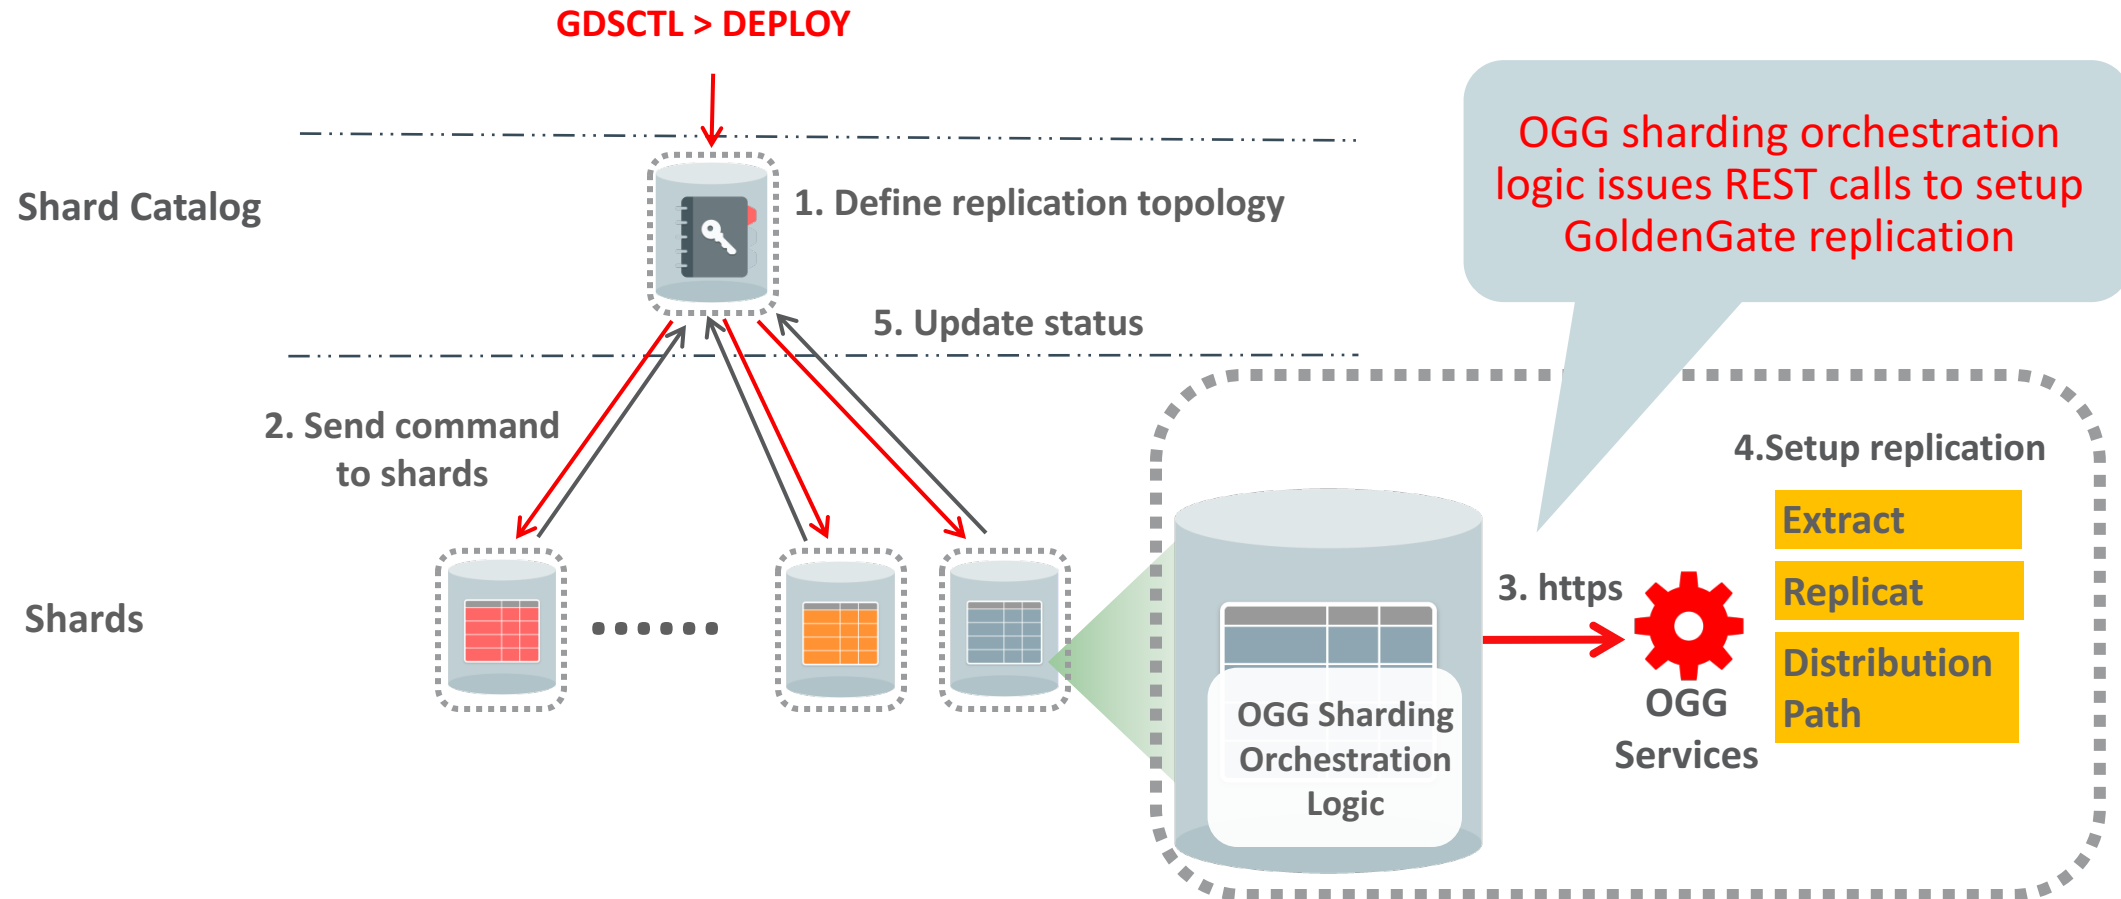 GDSCTL > DEPLOY
Shard Catalog
1. Define replication topology
OGG sharding orchestration
logic issues REST calls to setup
GoldenGate replication
5. Update status
2. Send command
to shards
Shards
4.Setup replication
3. https
OGG
Services
Extract
Replicat
Distribution
Path
OGG Sharding
Orchestration
Logic